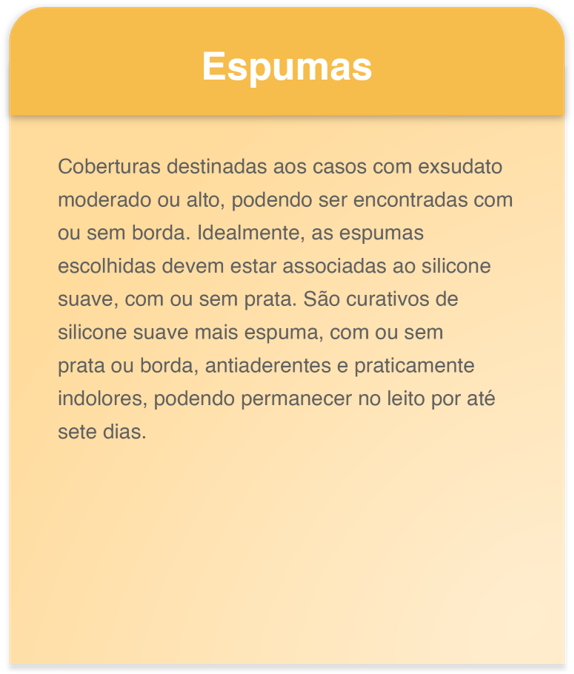 Espumas
Coberturas destinadas aos casos com exsudato
moderado ou alto, podendo ser encontradas com
ou sem borda. Idealmente, as espumas
escolhidas devem estar associadas ao silicone
suave, com ou sem prata. São curativos de
silicone suave mais espuma, com ou sem
prata ou borda, antiaderentes e praticamente
indolores, podendo permanecer no leito por até
sete dias.